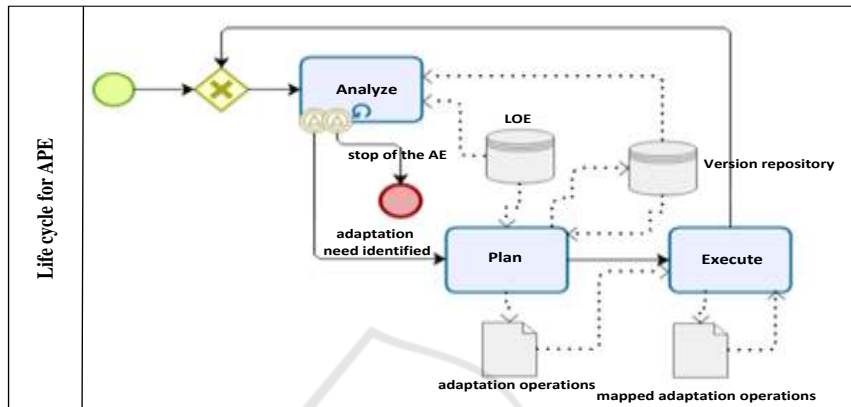 Life cycle for APE
Analyze
LOE
stop of the AE
Version repository
adaptation
need identified
Plan
Execute
adaptation operations
mapped adaptation operations